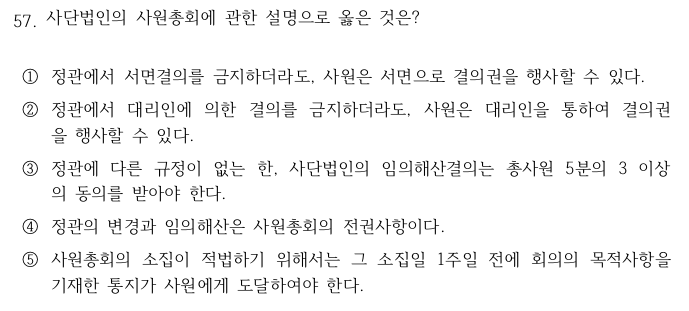 57. 사단법인의 사원총회에 관한 설명으로 옳은 것은?
① 정관에서 서면결의를 금지하더라도, 사원은 서면으로 결의권을 행사할 수 있다.
② 정관에서 대리인에 의한 결의를 금지하더라도, 사원은 대리인을 통하여 결의권
을 행사할 수 있다.
③ 정관에 다른 규정이 없는 한, 사단법인의 임의해산결의는 총사원 5분의 3 이상
의 동의를 받아야 한다.
④ 정관의 변경과 임의해산은 사원총회의 전권사항이다.
⑤ 사원총회의 소집이 적법하기 위해서는 그 소집일 1주일 전에 회의의 목적사항을
기재한 통지가 사원에게 도달하여야 한다.